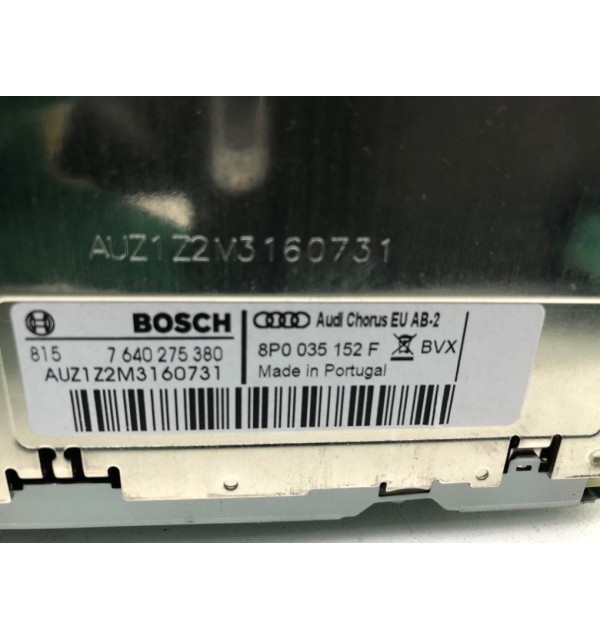 AUZ1Z2M3160731
BOSCH
815 7 640 275 380
AUZ1Z2M3160731
Audi Chorus EU AB-2
8P0 035 152 F BVX
Made in Portugal